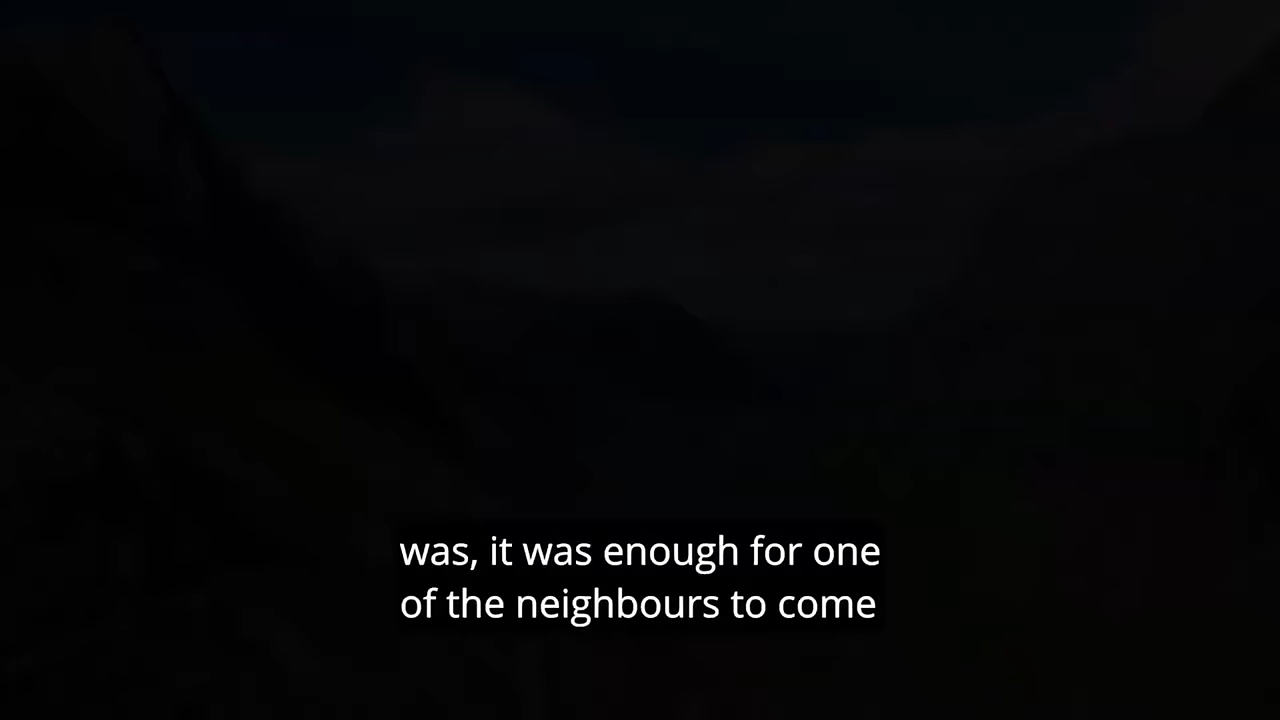 was, it was enough for one
of the neighbours to come